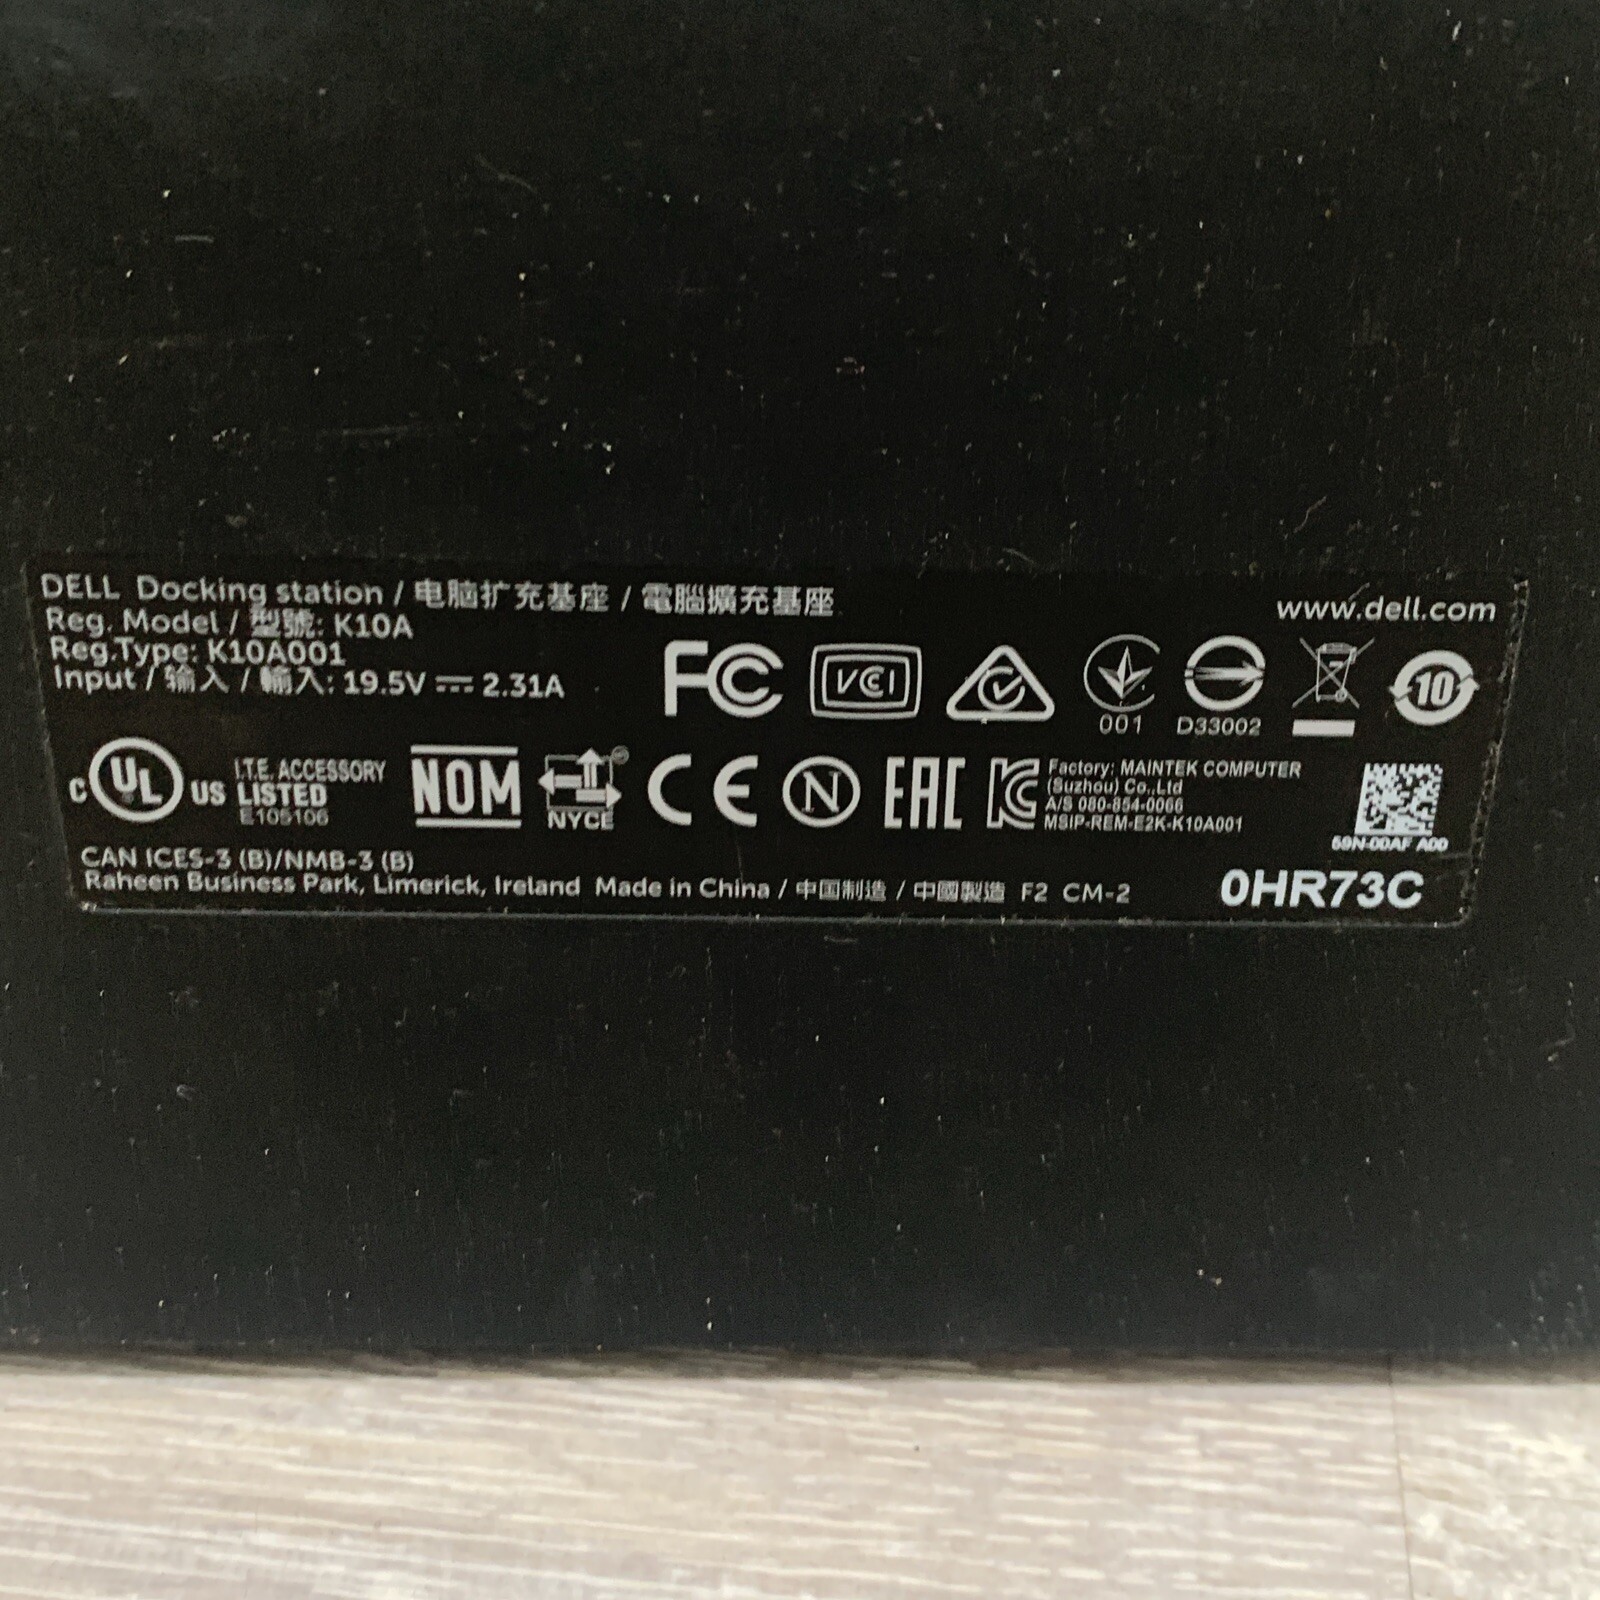 DELL Docking station / 电脑扩充基座 / 電腦擴充基座
www.dell.com
Reg. Model / 型號: K10A
Reg.Type: K10A001
Input / 输入 / 輸入: 19.5V ⎓ 2.31A
FC VCCI
001
D33002
10
c UL US
I.T.E. ACCESSORY
LISTED
E105106
NOM
NYCE
CE
N
EAC
KC
Factory: MAINTEK COMPUTER
(Suzhou) Co.,Ltd
A/S 080-854-0066
MSIP-REM-E2K-K10A001
69N-0DAF A00
CAN ICES-3 (B)/NMB-3 (B)
Raheen Business Park, Limerick, Ireland Made in China / 中国制造 / 中國製造 F2 CM-2
0HR73C